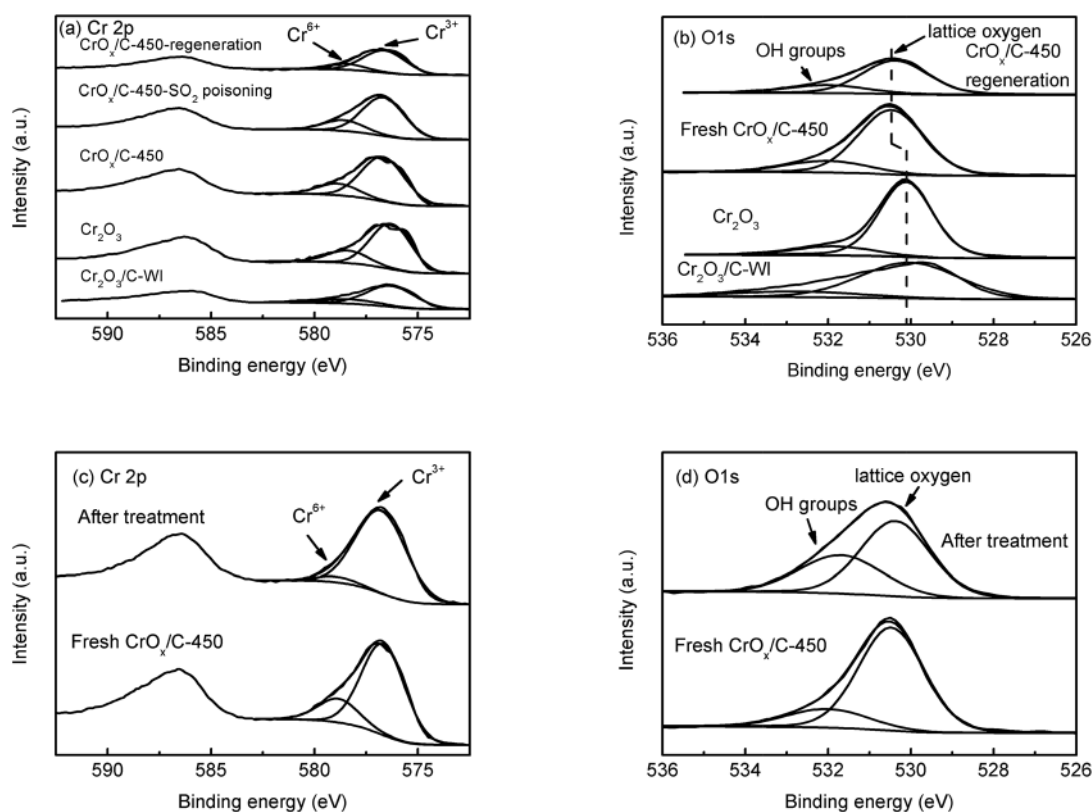 (a) Cr 2p
Cr⁶⁺
Cr³⁺
CrOₓ/C-450-regeneration
CrOₓ/C-450-SO₂ poisoning
CrOₓ/C-450
Cr₂O₃
Cr₂O₃/C-WI
Intensity (a.u.)
590 585 580 575
Binding energy (eV)
(b) O1s
lattice oxygen
OH groups
CrOₓ/C-450
regeneration
Fresh CrOₓ/C-450
Cr₂O₃
Cr₂O₃/C-WI
Intensity (a.u.)
536 534 532 530 528 526
Binding energy (eV)
(c) Cr 2p
Cr³⁺
Cr⁶⁺
After treatment
Fresh CrOₓ/C-450
Intensity (a.u.)
590 585 580 575
Binding energy (eV)
(d) O1s
lattice oxygen
OH groups
After treatment
Fresh CrOₓ/C-450
Intensity (a.u.)
536 534 532 530 528 526
Binding energy (eV)